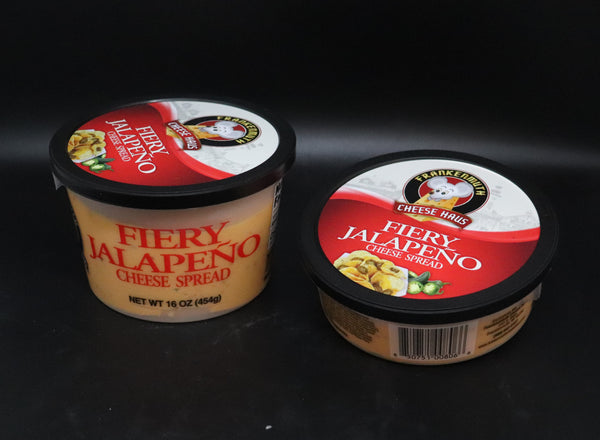 FRANKENMUTH
CHEESE HAUS
FIERY
JALAPEÑO
CHEESE SPREAD
FIERY
JALAPEÑO
CHEESE SPREAD
NET WT 16 OZ (454g)
FRANKENMUTH
CHEESE HAUS
FIERY
JALAPEÑO
CHEESE SPREAD